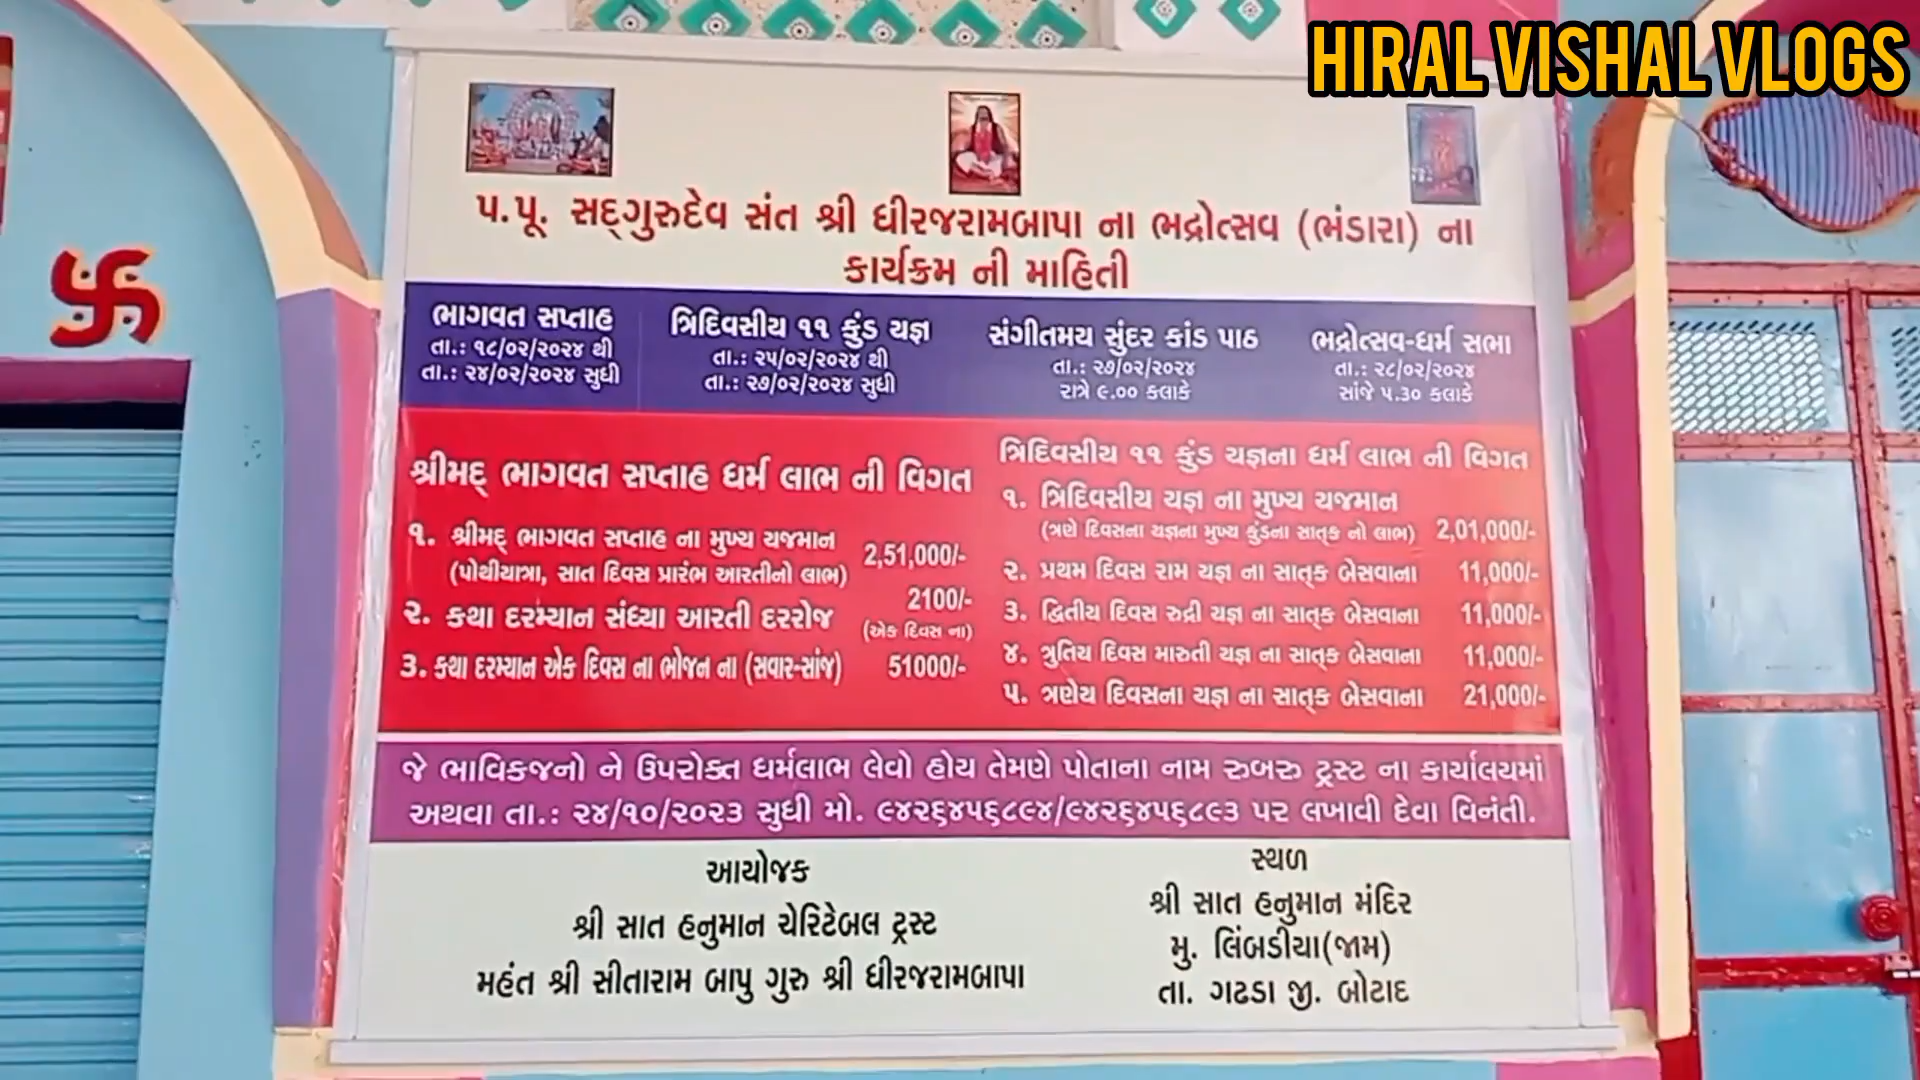 HIRAL VISHAL VLOGS
પ.પૂ. સદ્ગુરુદેવ સંત શ્રી ધીરજરામબાપા ના ભદ્રોત્સવ (ભંડારા) ના
કાર્યક્રમ ની માહિતી
ભાગવત સપ્તાહ
તા.: ૧૮/૦૨/૨૦૨૪ થી
તા.: ૨૪/૦૨/૨૦૨૪ સુધી
ત્રિદિવસીય ૧૧ કુંડ યજ્ઞ
તા.: ૨૫/૦૨/૨૦૨૪ થી
તા.: ૨૭/૦૨/૨૦૨૪ સુધી
સંગીતમય સુંદર કાંડ પાઠ
તા.: ૨૭/૦૨/૨૦૨૪
રાત્રે ૯.૦૦ કલાકે
ભદ્રોત્સવ-ધર્મ સભા
તા.: ૨૮/૦૨/૨૦૨૪
સાંજે ૫.૩૦ કલાકે
શ્રીમદ્ ભાગવત સપ્તાહ ધર્મ લાભ ની વિગત
૧. શ્રીમદ્ ભાગવત સપ્તાહ ના મુખ્ય યજમાન
(પોથીયાત્રા, સાત દિવસ પ્રારંભ આરતીનો લાભ) 2,51,000/-
૨. કથા દરમ્યાન સંધ્યા આરતી દરરોજ 2100/-
(એક દિવસ ના)
૩. કથા દરમ્યાન એક દિવસ ના ભોજન ના (સવાર-સાંજ) 51000/-
ત્રિદિવસીય ૧૧ કુંડ યજ્ઞના ધર્મ લાભ ની વિગત
૧. ત્રિદિવસીય યજ્ઞ ના મુખ્ય યજમાન
(ત્રણે દિવસના યજ્ઞના મુખ્ય કુંડના સાત્ક નો લાભ) 2,01,000/-
૨. પ્રથમ દિવસ રામ યજ્ઞ ના સાત્ક બેસવાના 11,000/-
૩. દ્વિતીય દિવસ રુદ્રી યજ્ઞ ના સાત્ક બેસવાના 11,000/-
૪. ત્રુતિય દિવસ મારુતી યજ્ઞ ના સાત્ક બેસવાના 11,000/-
૫. ત્રણેય દિવસના યજ્ઞ ના સાત્ક બેસવાના 21,000/-
જે ભાવિકજનો ને ઉપરોક્ત ધર્મલાભ લેવો હોય તેમણે પોતાના નામ રુબરુ ટ્રસ્ટ ના કાર્યાલયમાં
અથવા તા.: ૨૪/૧૦/૨૦૨૩ સુધી મો. ૯૪૨૬૪૫૬૮૯૪/૯૪૨૬૪૫૬૮૯૩ પર લખાવી દેવા વિનંતી.
આયોજક
શ્રી સાત હનુમાન ચેરિટેબલ ટ્રસ્ટ
મહંત શ્રી સીતારામ બાપુ ગુરુ શ્રી ધીરજરામબાપા
સ્થળ
શ્રી સાત હનુમાન મંદિર
મુ. લિંબડીયા(જામ)
તા. ગઢડા જી. બોટાદ